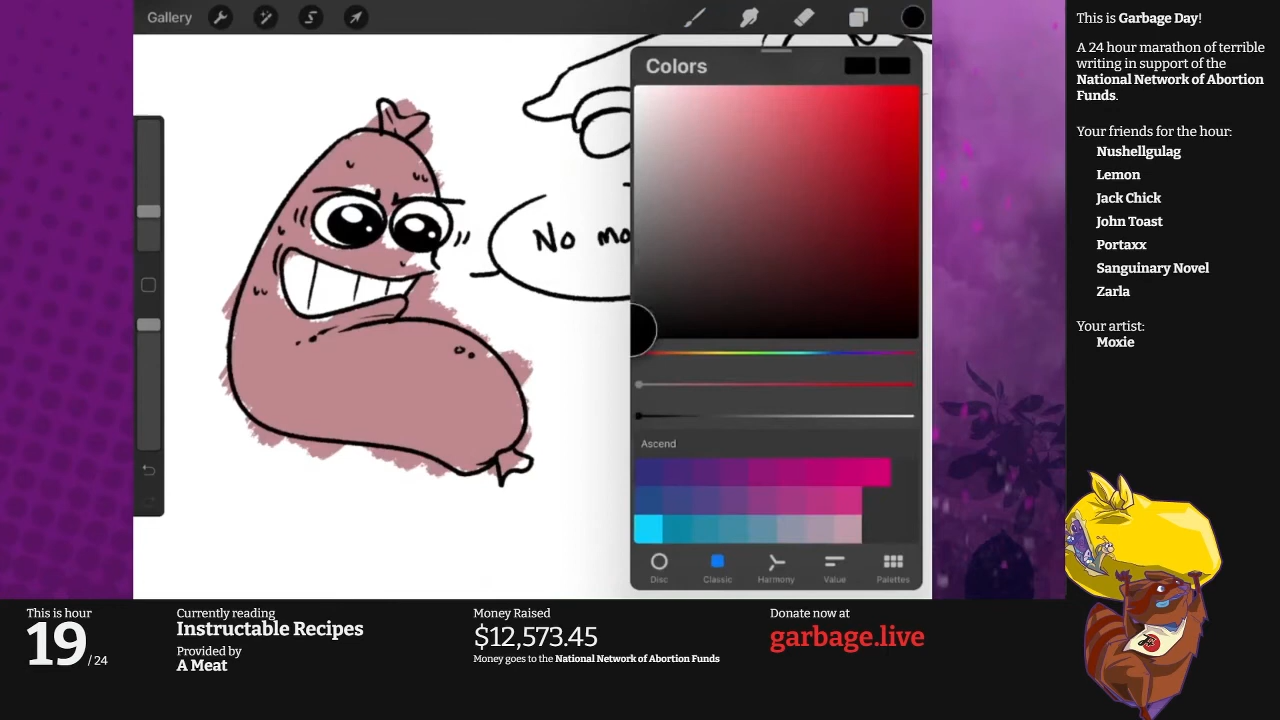 Gallery
Colors
No mo
Ascend
Disc
Classic
Harmony
Value
Palettes
This is Garbage Day!
A 24 hour marathon of terrible
writing in support of the
National Network of Abortion
Funds.
Your friends for the hour:
Nushellgulag
Lemon
Jack Chick
John Toast
Portaxx
Sanguinary Novel
Zarla
Your artist:
Moxie
This is hour
19 / 24
Currently reading
Instructable Recipes
Provided by
A Meat
Money Raised
$12,573.45
Money goes to the National Network of Abortion Funds
Donate now at
garbage.live